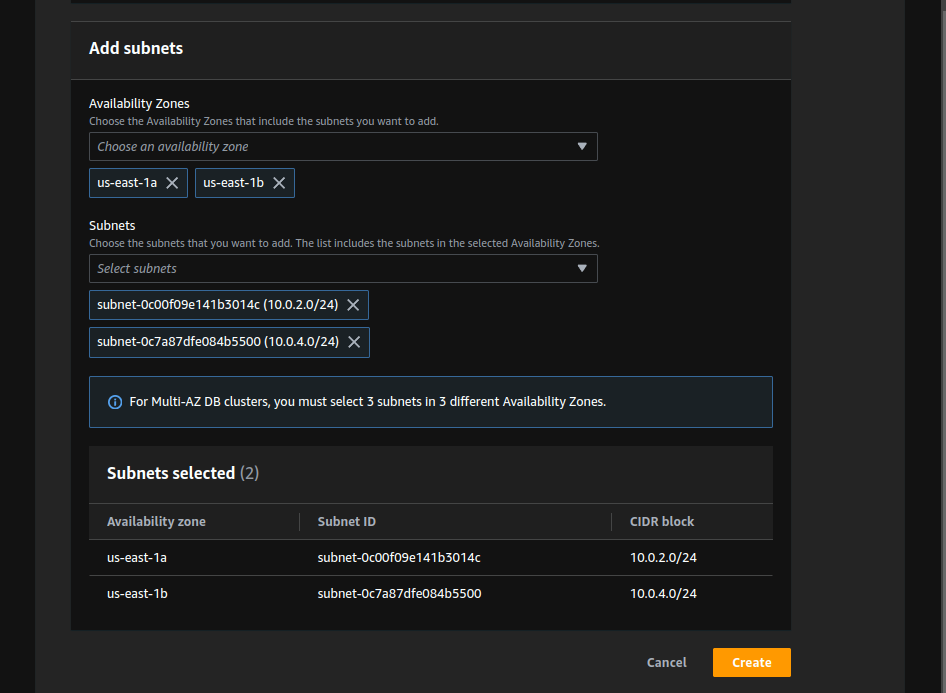 Add subnets
Availability Zones
Choose the Availability Zones that include the subnets you want to add.
Choose an availability zone
us-east-1a us-east-1b
Subnets
Choose the subnets that you want to add. The list includes the subnets in the selected Availability Zones.
Select subnets
subnet-0c00f09e141b3014c (10.0.2.0/24)
subnet-0c7a87dfe084b5500 (10.0.4.0/24)
For Multi-AZ DB clusters, you must select 3 subnets in 3 different Availability Zones.
Subnets selected (2)
Availability zone Subnet ID CIDR block
us-east-1a subnet-0c00f09e141b3014c 10.0.2.0/24
us-east-1b subnet-0c7a87dfe084b5500 10.0.4.0/24
Cancel Create